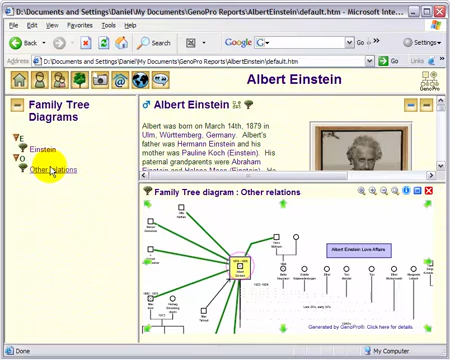 D:\Documents and Settings\Daniel\My Documents\GenoPro Reports\AlbertEinstein\default.htm - Microsoft Inte
File Edit View Favorites Tools Help
Back Search Google Go Settings
Address D:\Documents and Settings\Daniel\My Documents\GenoPro Reports\AlbertEinstein\default.htm Go
Albert Einstein
GenoPro
Family Tree
Diagrams
E
Einstein
O
Other relations
Albert Einstein
Albert was born on March 14th, 1879 in
Ulm, Württemberg, Germany. Albert's
father was Hermann Einstein and his
mother was Pauline Koch (Einstein). His
paternal grandparents were Abraham
Einstein and Helena Moos (Einstein). His
Family Tree diagram : Other relations
Albert Einstein Love Affairs
Generated by GenoPro®. Click here for details.
Done
My Computer